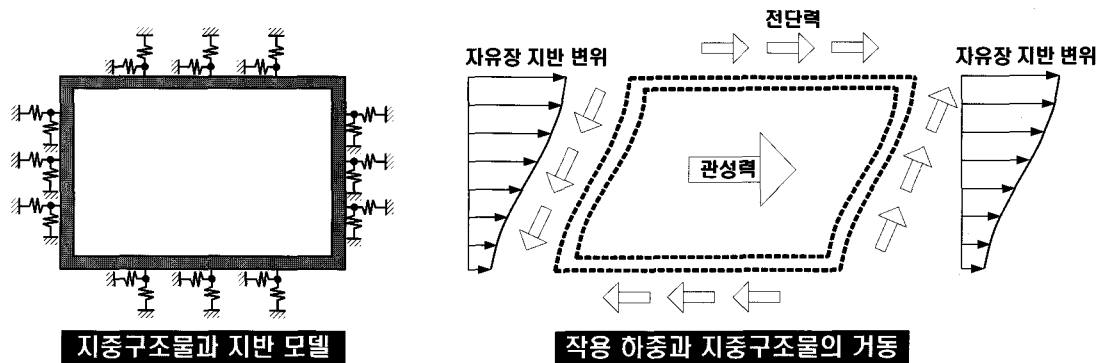 전단력
자유장 지반 변위
자유장 지반 변위
관성력
지중구조물과 지반 모델
작용 하중과 지중구조물의 거동